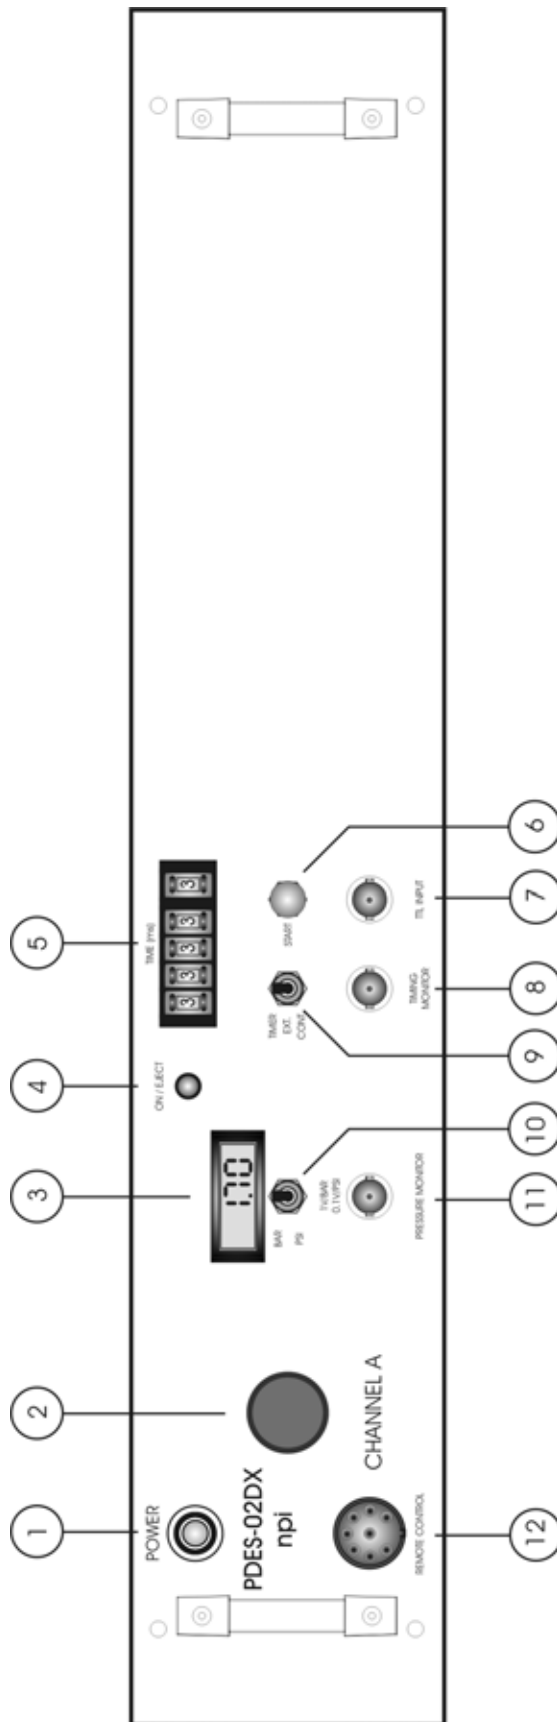 1
2
3
4
5
POWER
ON / EJECT
TIME (ms)
3 3 3 3 3
1.70
PDES-02DX
npi
BAR
PSI
TIMER
EXT.
CONT.
START
1V/BAR
0.1V/PSI
CHANNEL A
REMOTE CONTROL
PRESSURE MONITOR
TIMING
MONITOR
TTL INPUT
12
11
10
9
8
7
6